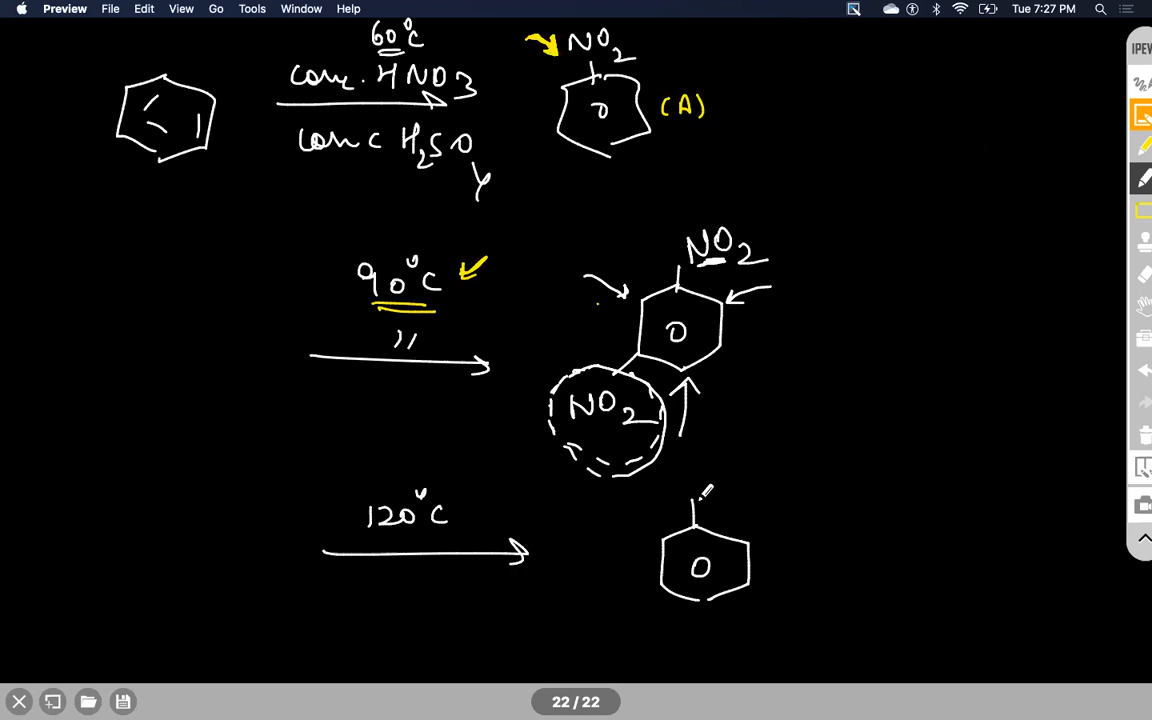 Preview File Edit View Go Tools Window Help Tue 7:27 PM
60°C
conc. HNO3
conc H2SO4
NO2
(A)
IPEV
90°C
"
NO2
NO2
120°C
22 / 22